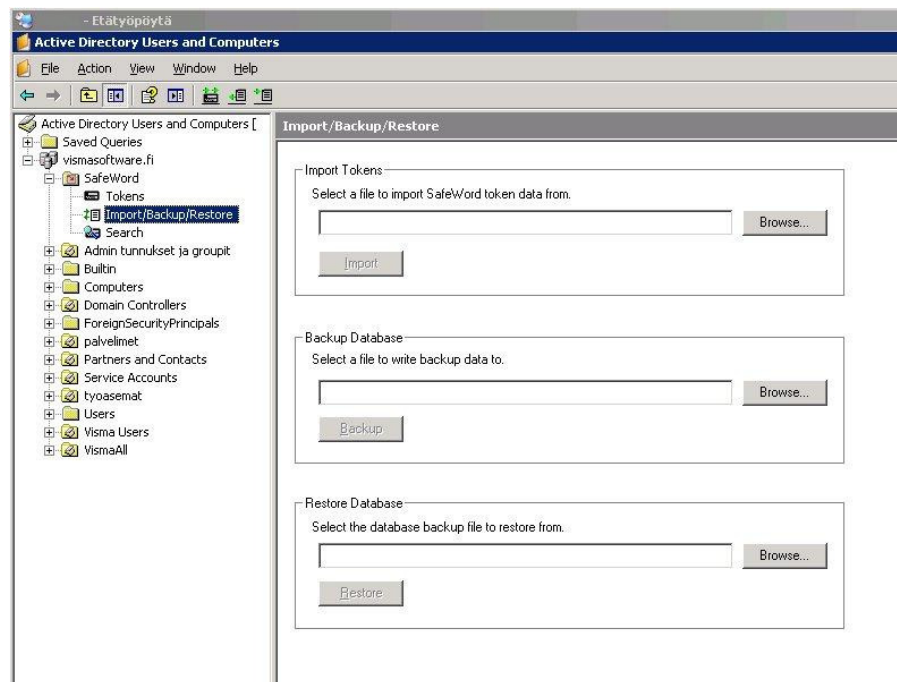 - Etätyöpöytä
Active Directory Users and Computers
File Action View Window Help
Active Directory Users and Computers [
Saved Queries
vismasoftware.fi
SafeWord
Tokens
Import/Backup/Restore
Search
Admin tunnukset ja groupit
Builtin
Computers
Domain Controllers
ForeignSecurityPrincipals
palvelimet
Partners and Contacts
Service Accounts
tyoasemat
Users
Visma Users
VismaAll
Import/Backup/Restore
Import Tokens
Select a file to import SafeWord token data from.
Browse...
Import
Backup Database
Select a file to write backup data to.
Browse...
Backup
Restore Database
Select the database backup file to restore from.
Browse...
Restore